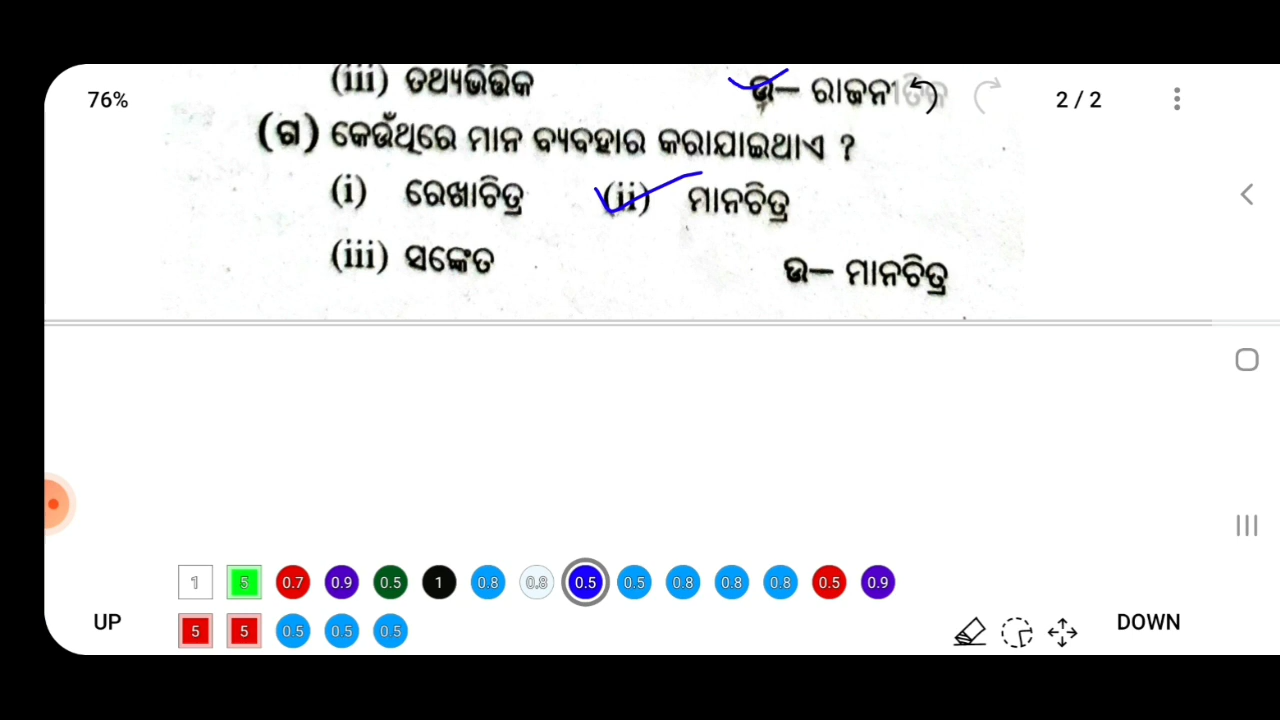 (iii) ତଥ୍ୟଭିତ୍ତିକ ଉ– ରାଜନୀତିକ
76% 2 / 2
(ଗ) କେଉଁଥିରେ ମାନ ବ୍ୟବହାର କରାଯାଇଥାଏ ?
(i) ରେଖାଚିତ୍ର (ii) ମାନଚିତ୍ର
(iii) ସଙ୍କେତ ଉ– ମାନଚିତ୍ର
1 5 0.7 0.9 0.5 1 0.8 0.8 0.5 0.5 0.8 0.8 0.8 0.5 0.9
UP 5 5 0.5 0.5 0.5 DOWN